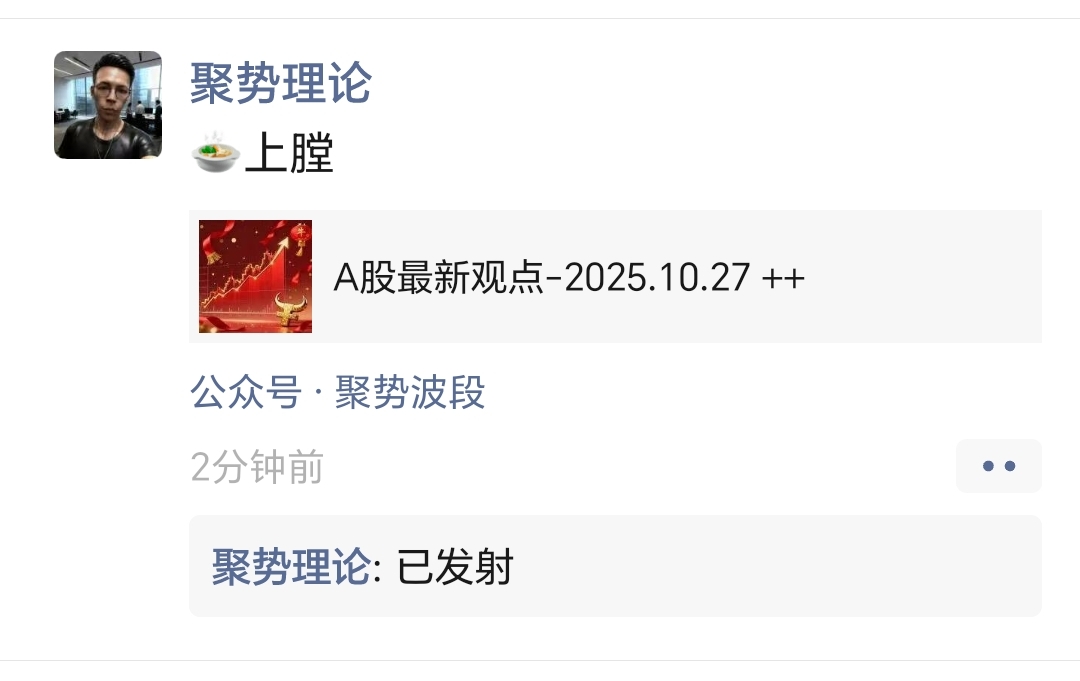 聚势理论
🍲上膛
A股最新观点-2025.10.27 ++
公众号 · 聚势波段
2分钟前
聚势理论: 已发射